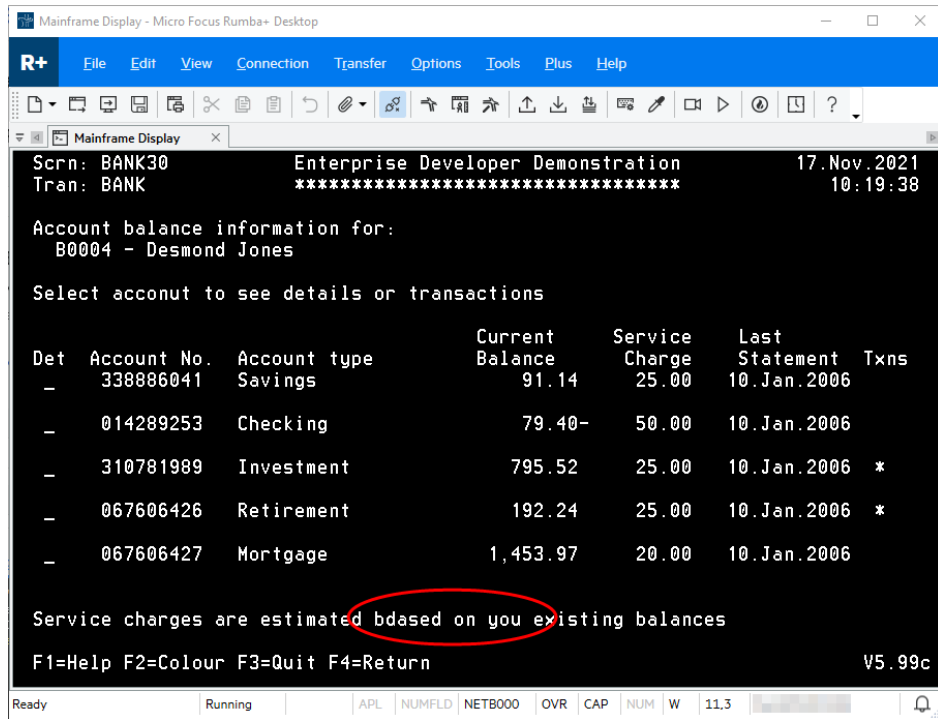 Mainframe Display - Micro Focus Rumba+ Desktop
R+ File Edit View Connection Transfer Options Tools Plus Help
Mainframe Display
Scrn: BANK30 Enterprise Developer Demonstration 17.Nov.2021
Tran: BANK ********************************** 10:19:38
Account balance information for:
B0004 - Desmond Jones
Select acconut to see details or transactions
Current Service Last
Det Account No. Account type Balance Charge Statement Txns
_ 338886041 Savings 91.14 25.00 10.Jan.2006
_ 014289253 Checking 79.40- 50.00 10.Jan.2006
_ 310781989 Investment 795.52 25.00 10.Jan.2006 *
_ 067606426 Retirement 192.24 25.00 10.Jan.2006 *
_ 067606427 Mortgage 1,453.97 20.00 10.Jan.2006
Service charges are estimated bdased on you existing balances
F1=Help F2=Colour F3=Quit F4=Return V5.99c
Ready Running APL NUMFLD NETB000 OVR CAP NUM W 11,3